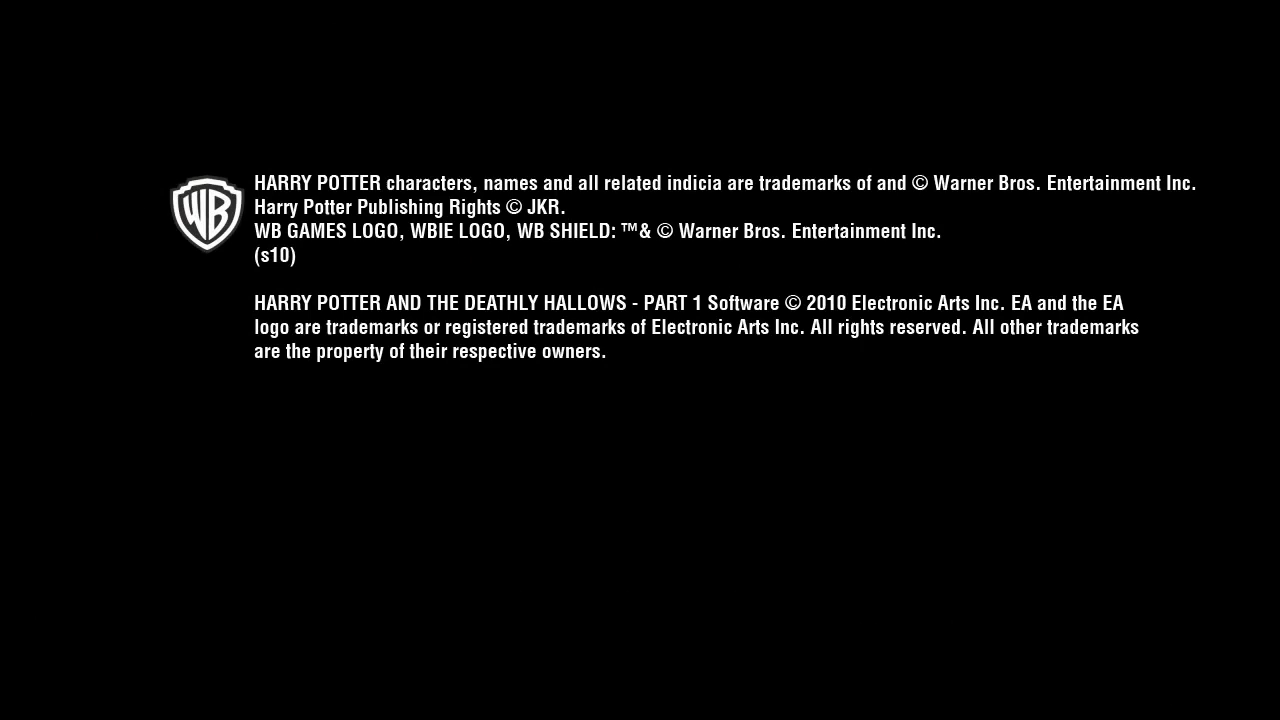 WB
HARRY POTTER characters, names and all related indicia are trademarks of and © Warner Bros. Entertainment Inc.
Harry Potter Publishing Rights © JKR.
WB GAMES LOGO, WBIE LOGO, WB SHIELD: ™& © Warner Bros. Entertainment Inc.
(s10)
HARRY POTTER AND THE DEATHLY HALLOWS - PART 1 Software © 2010 Electronic Arts Inc. EA and the EA
logo are trademarks or registered trademarks of Electronic Arts Inc. All rights reserved. All other trademarks
are the property of their respective owners.